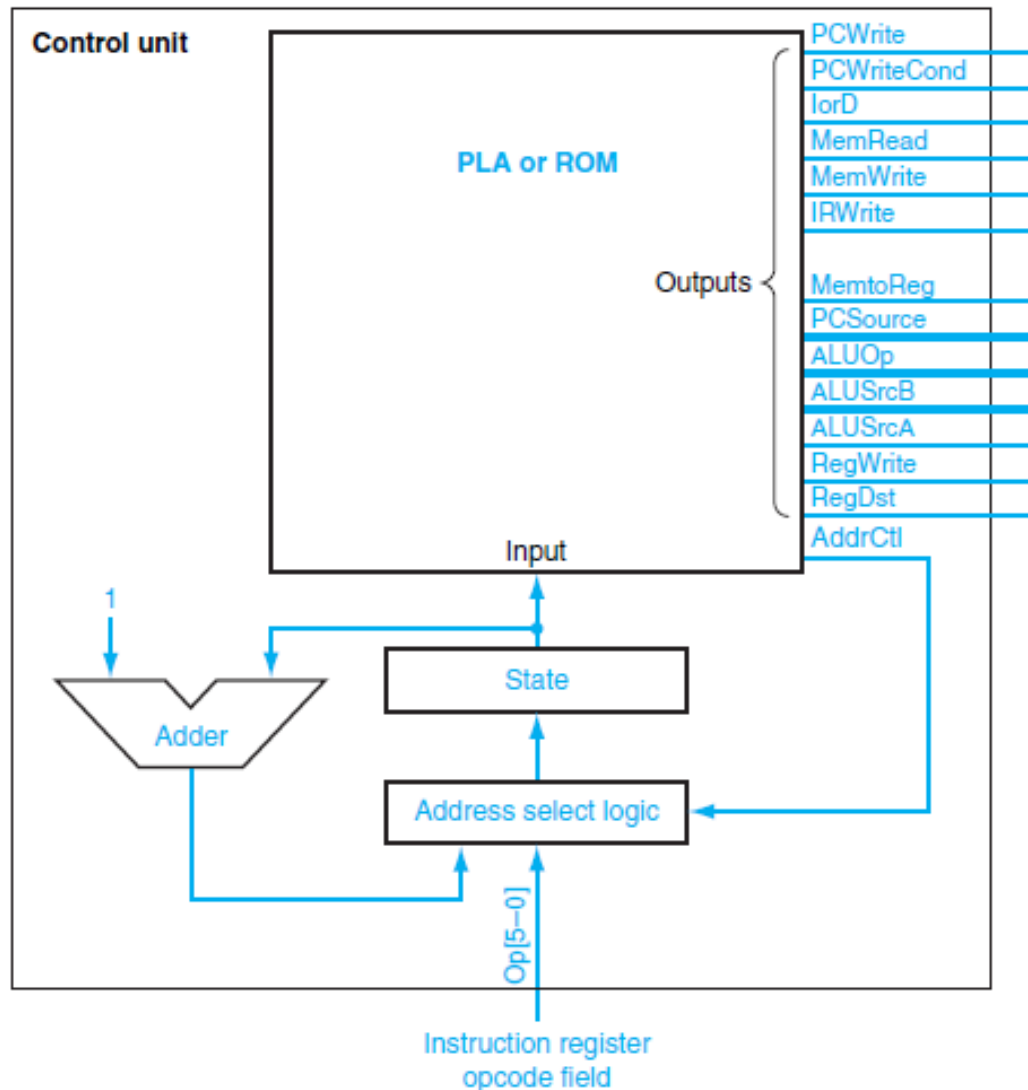 Control unit
PLA or ROM
Outputs
Input
PCWrite
PCWriteCond
IorD
MemRead
MemWrite
IRWrite
MemtoReg
PCSource
ALUOp
ALUSrcB
ALUSrcA
RegWrite
RegDst
AddrCtl
1
State
Adder
Address select logic
Op[5–0]
Instruction register
opcode field